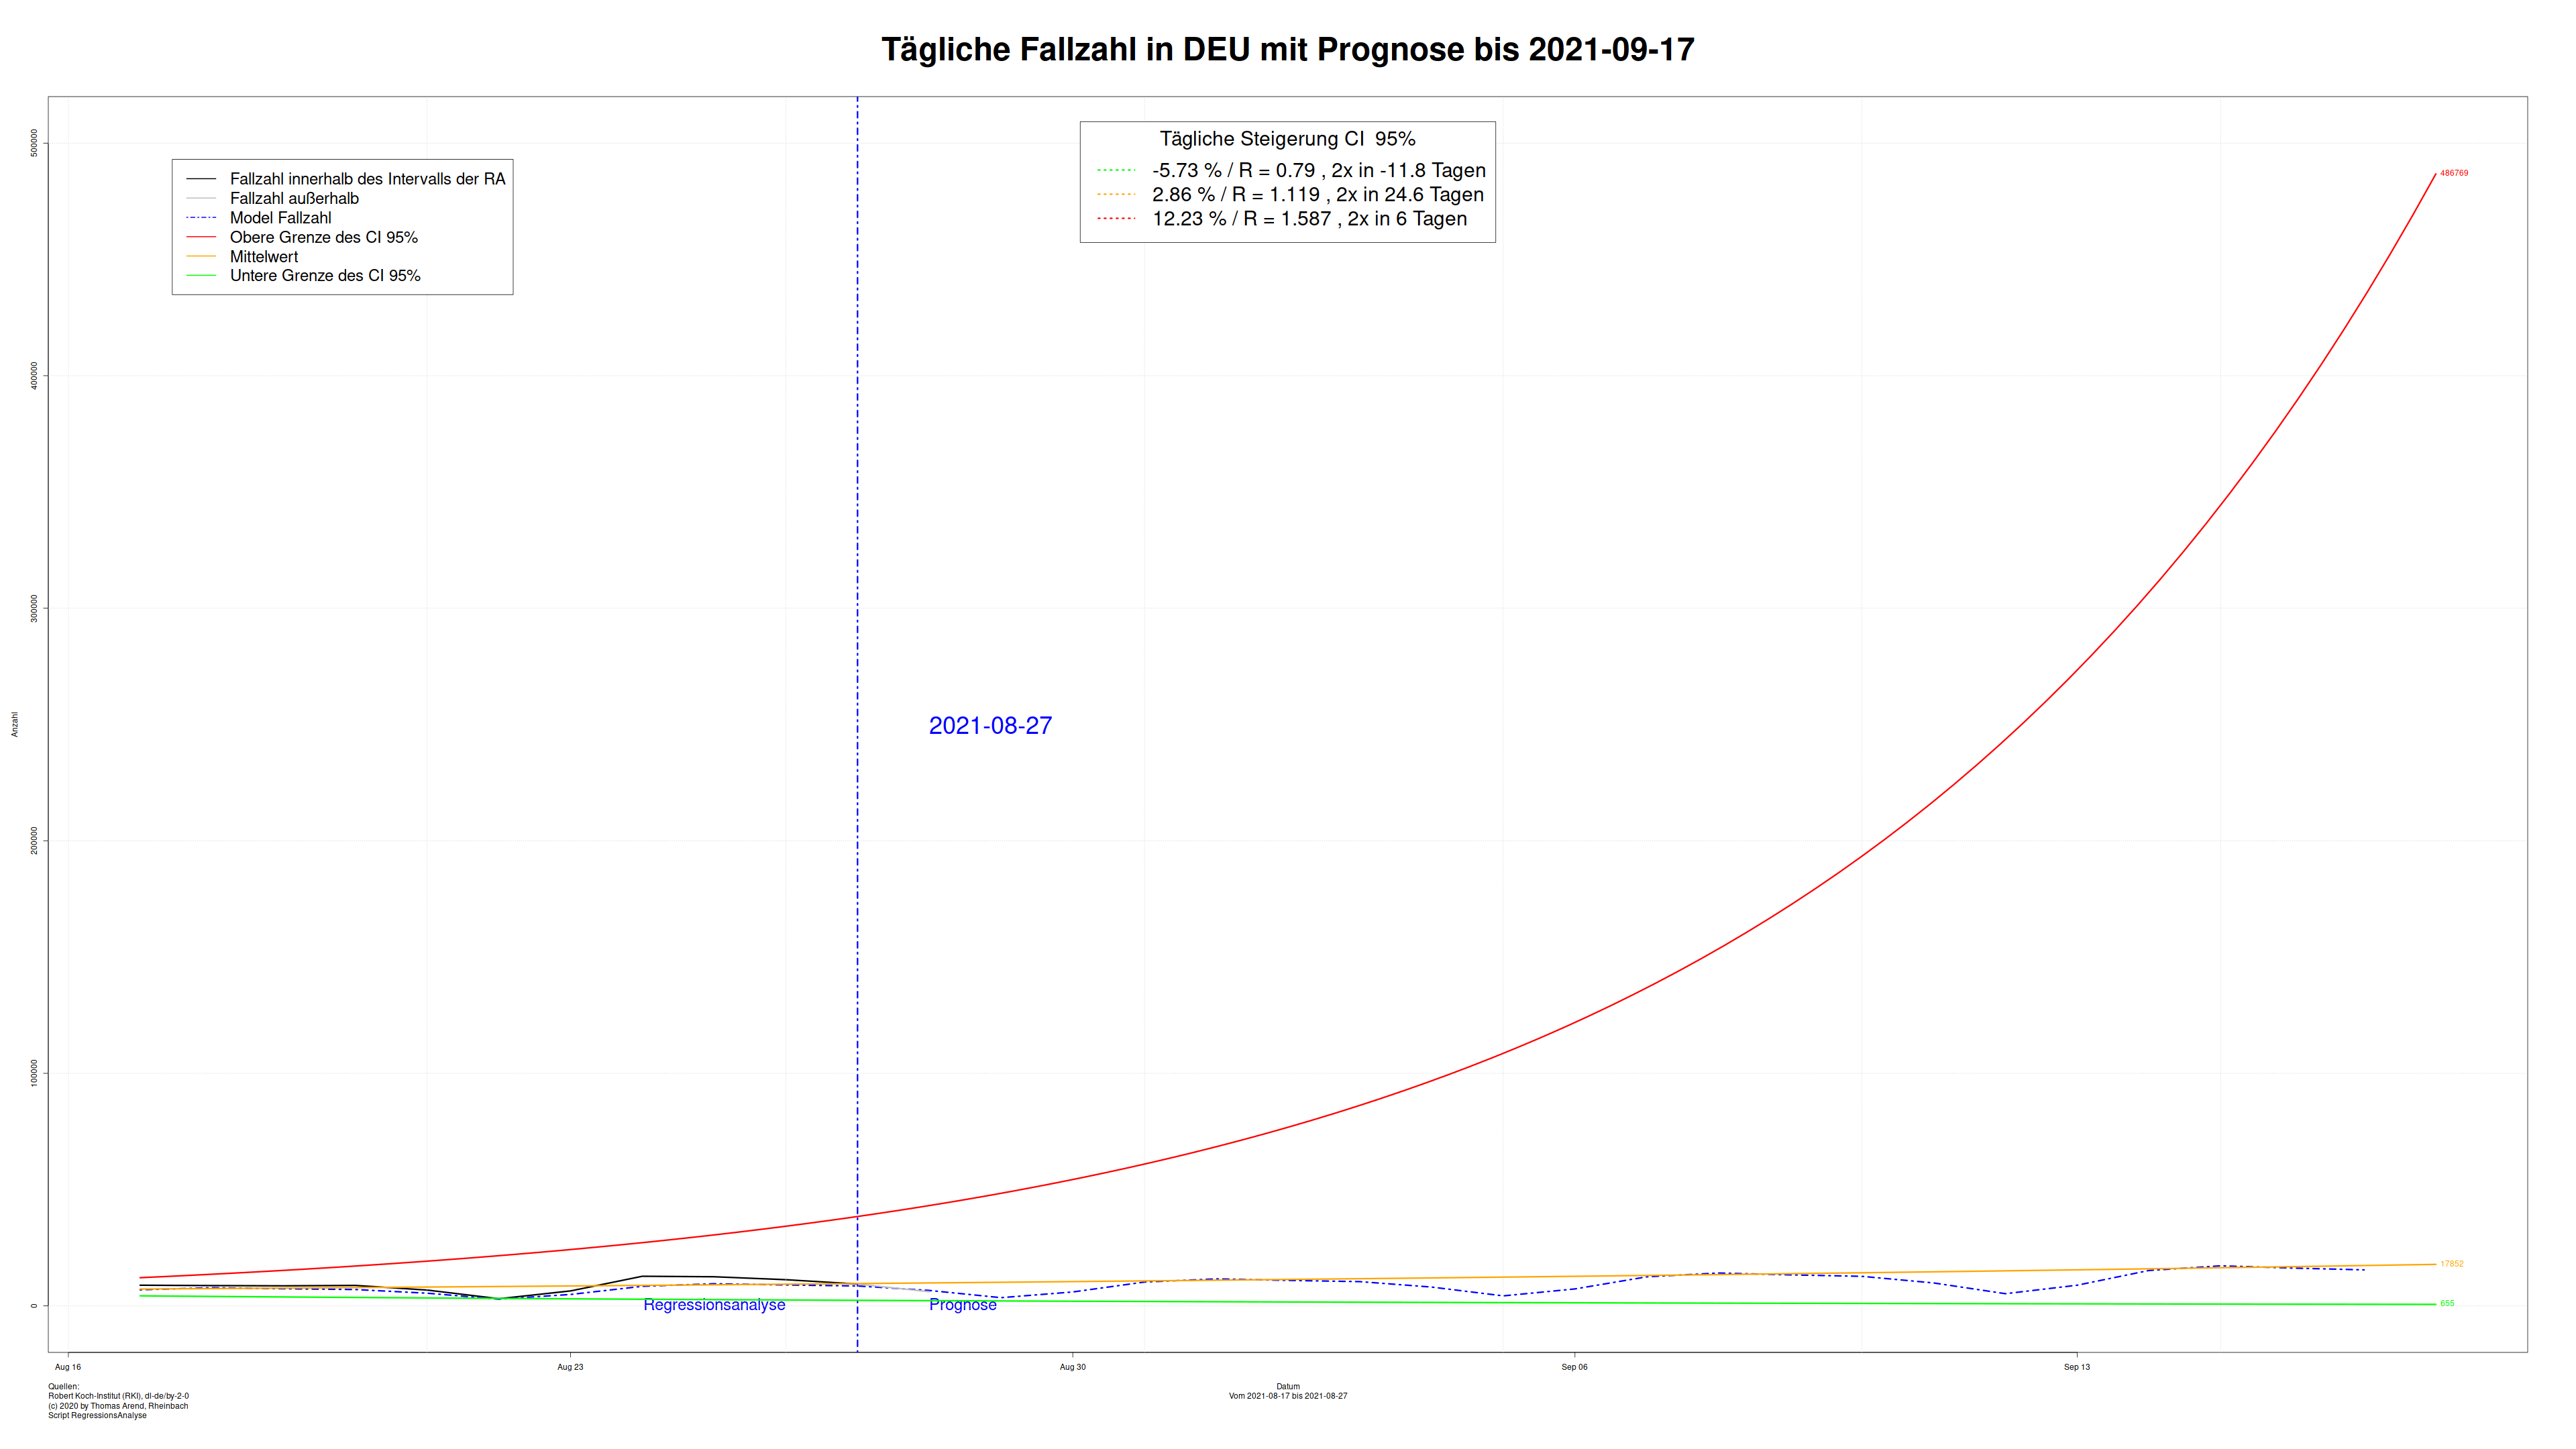 Tägliche Fallzahl in DEU mit Prognose bis 2021-09-17
Fallzahl innerhalb des Intervalls der RA
Fallzahl außerhalb
Model Fallzahl
Obere Grenze des CI 95%
Mittelwert
Untere Grenze des CI 95%
Tägliche Steigerung CI 95%
-5.73 % / R = 0.79 , 2x in -11.8 Tagen
2.86 % / R = 1.119 , 2x in 24.6 Tagen
12.23 % / R = 1.587 , 2x in 6 Tagen
486769
500000
400000
300000
200000
100000
0
Anzahl
2021-08-27
17852
655
Regressionsanalyse
Prognose
Aug 16
Aug 23
Aug 30
Sep 06
Sep 13
Datum
Vom 2021-08-17 bis 2021-08-27
Quellen:
Robert Koch-Institut (RKI), dl-de/by-2-0
(c) 2020 by Thomas Arend, Rheinbach
Script RegressionsAnalyse